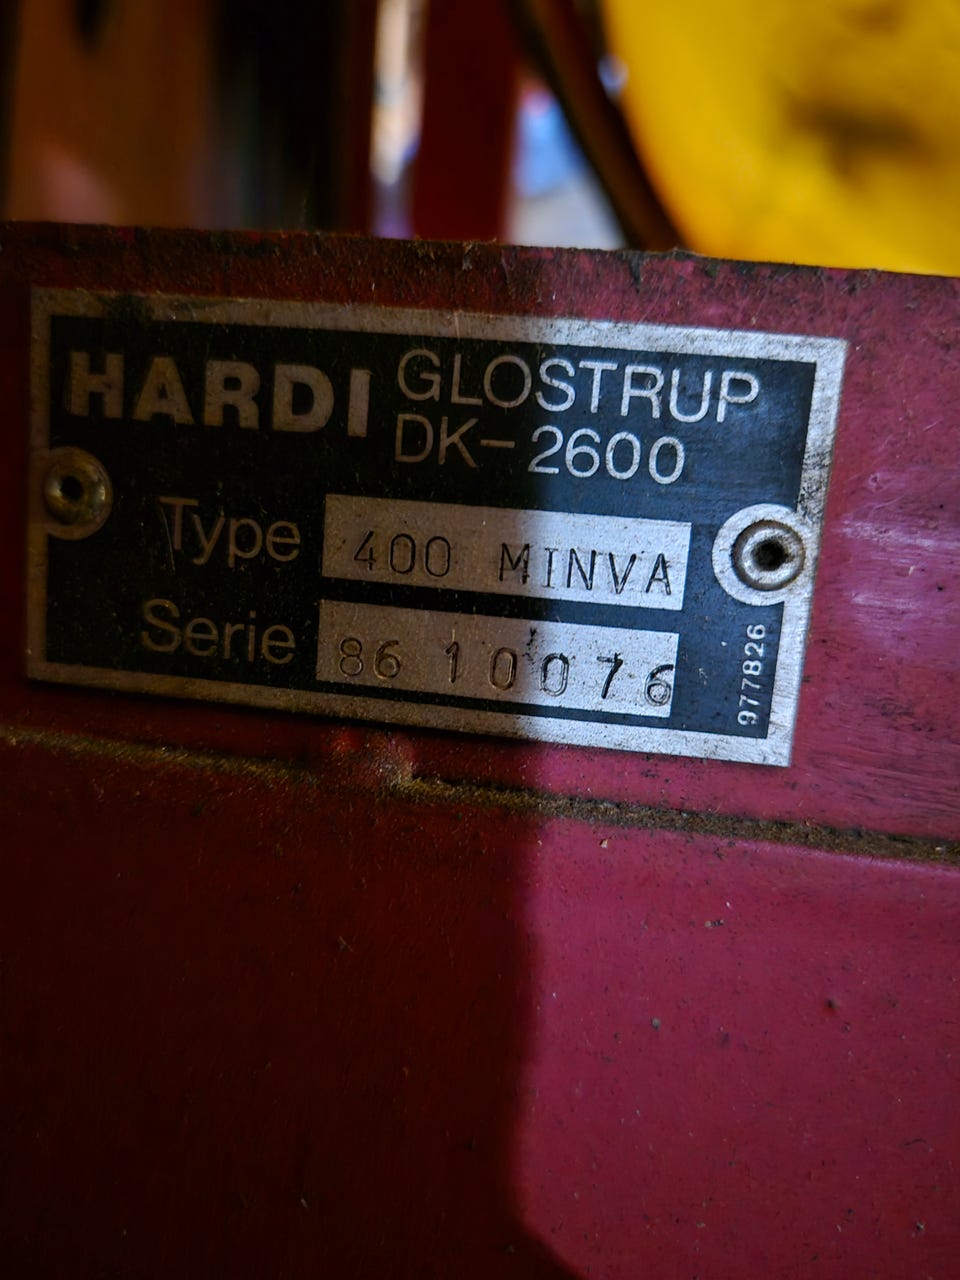 HARDI GLOSTRUP
DK-2600
Type 400 MINVA
Serie 86 10076
977826